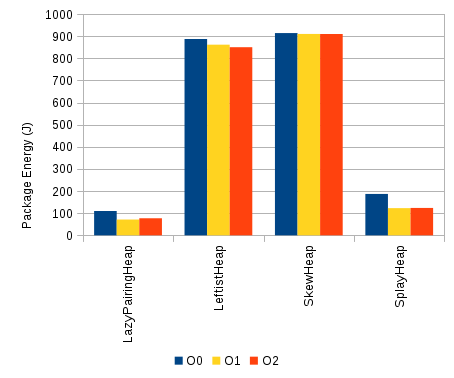 1000
900
800
700
600
500
400
300
200
100
0
Package Energy (J)
LazyPairingHeap
LeftistHeap
SkewHeap
SplayHeap
O0 O1 O2